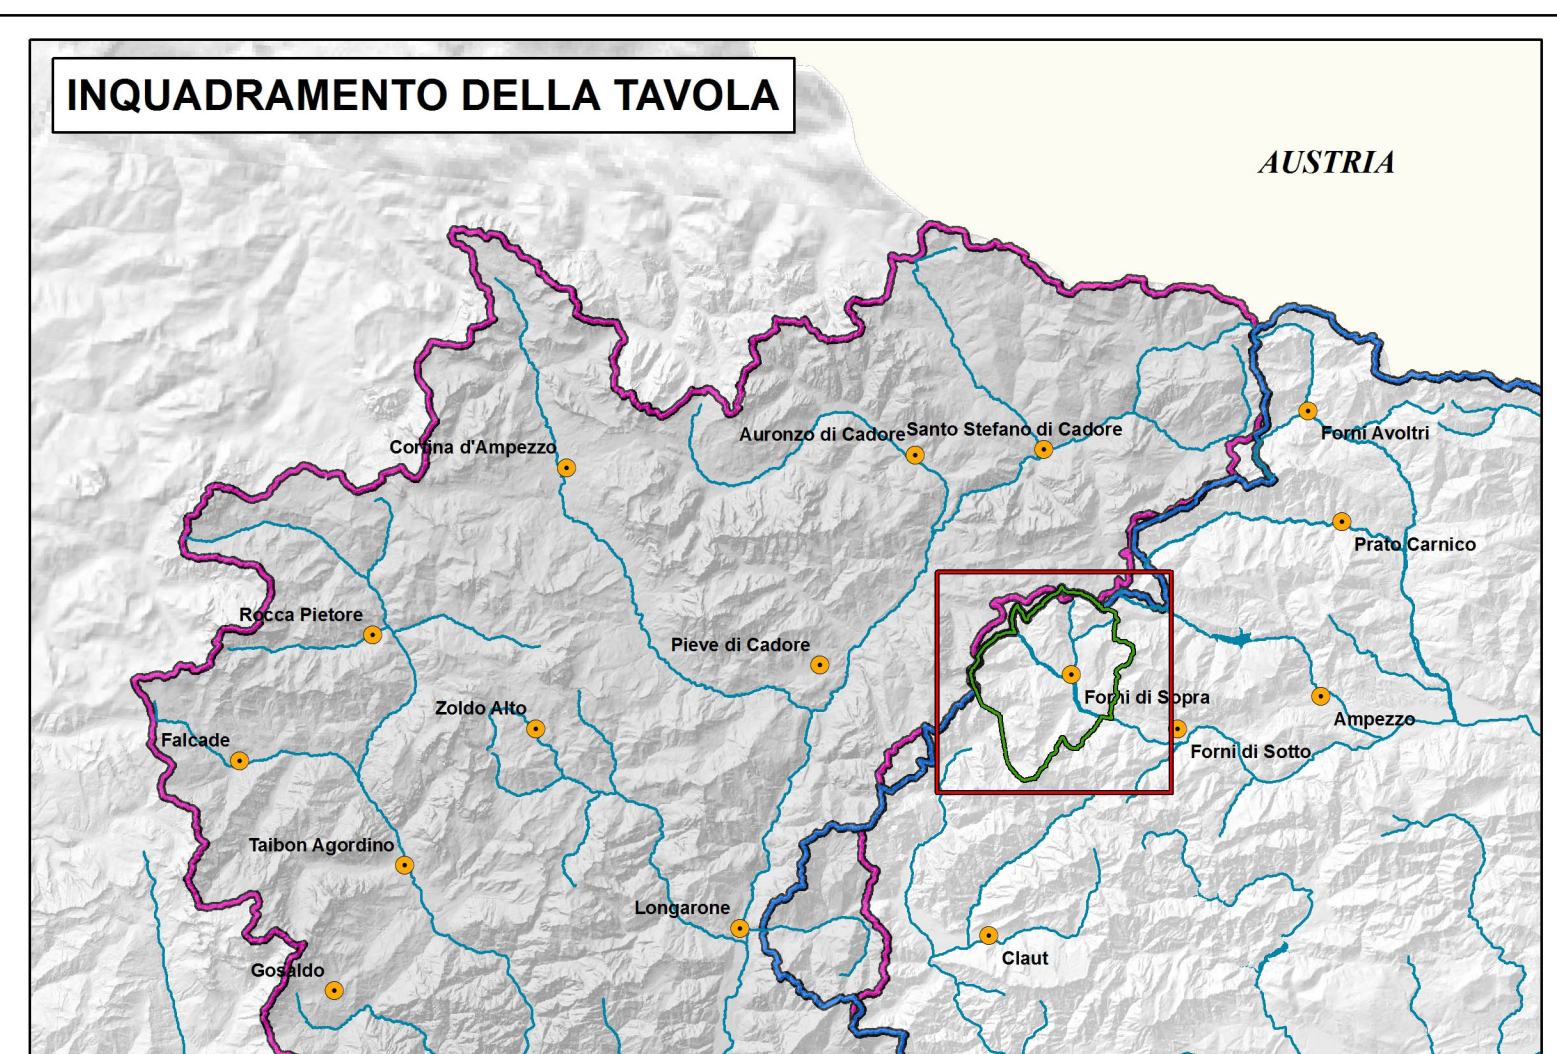 INQUADRAMENTO DELLA TAVOLA
AUSTRIA
Cortina d'Ampezzo
Auronzo di Cadore
Santo Stefano di Cadore
Forni Avoltri
Prato Carnico
Rocca Pietore
Pieve di Cadore
Forni di Sopra
Zoldo Alto
Ampezzo
Falcade
Forni di Sotto
Taibon Agordino
Longarone
Claut
Gosaldo